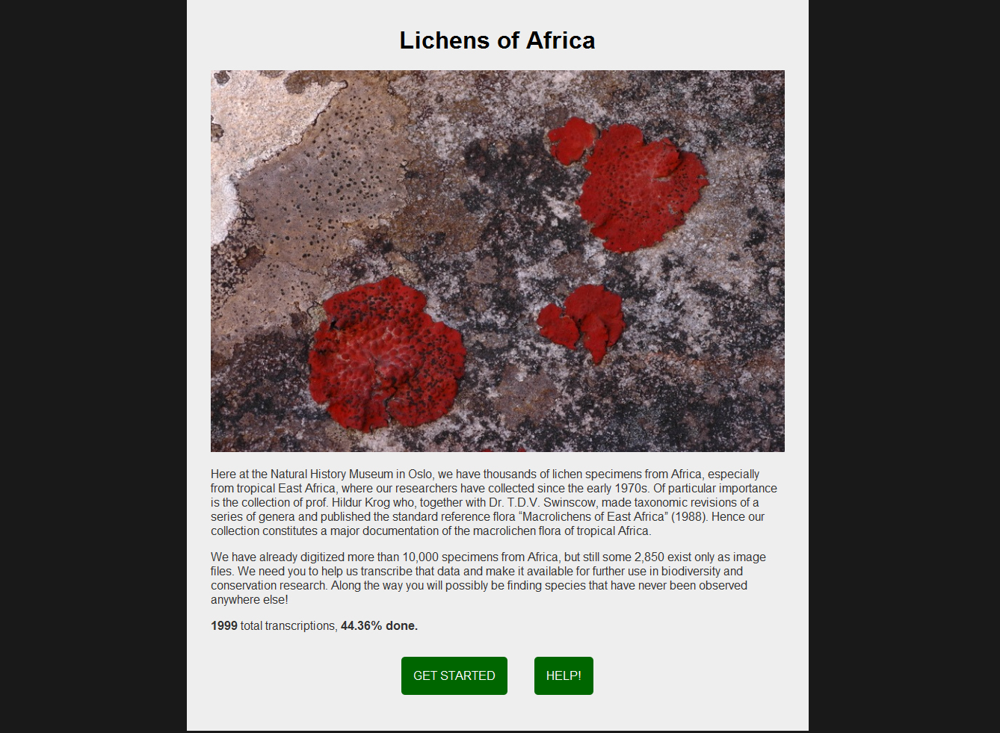 Lichens of Africa
Here at the Natural History Museum in Oslo, we have thousands of lichen specimens from Africa, especially
from tropical East Africa, where our researchers have collected since the early 1970s. Of particular importance
is the collection of prof. Hildur Krog who, together with Dr. T.D.V. Swinscow, made taxonomic revisions of a
series of genera and published the standard reference flora “Macrolichens of East Africa” (1988). Hence our
collection constitutes a major documentation of the macrolichen flora of tropical Africa.
We have already digitized more than 10,000 specimens from Africa, but still some 2,850 exist only as image
files. We need you to help us transcribe that data and make it available for further use in biodiversity and
conservation research. Along the way you will possibly be finding species that have never been observed
anywhere else!
1999 total transcriptions, 44.36% done.
GET STARTED HELP!